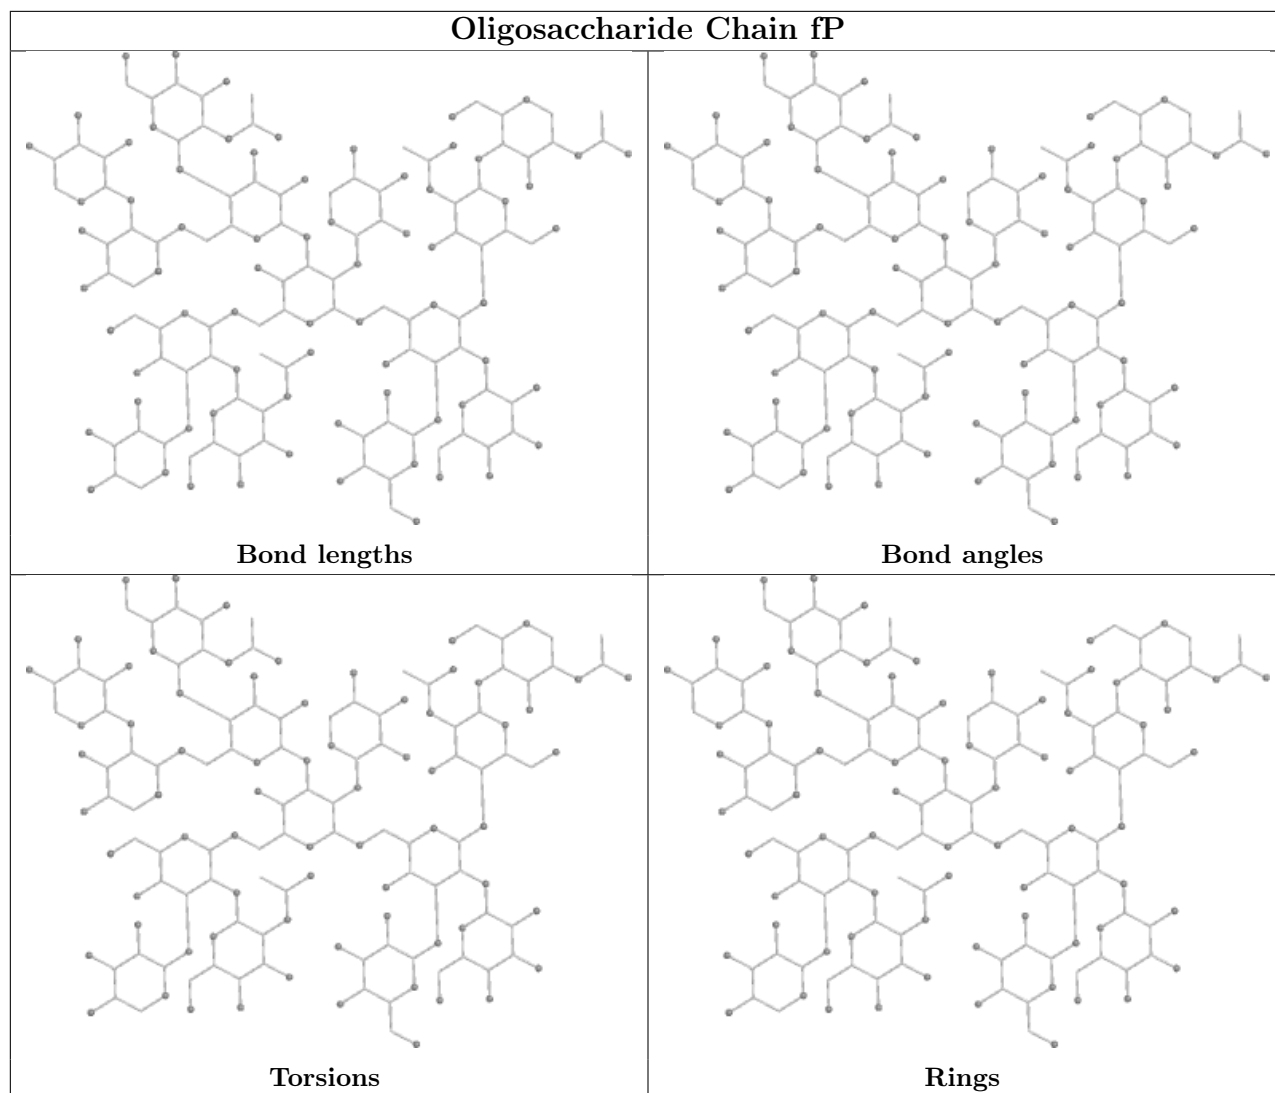 Oligosaccharide Chain fP
Bond lengths
Bond angles
Torsions
Rings